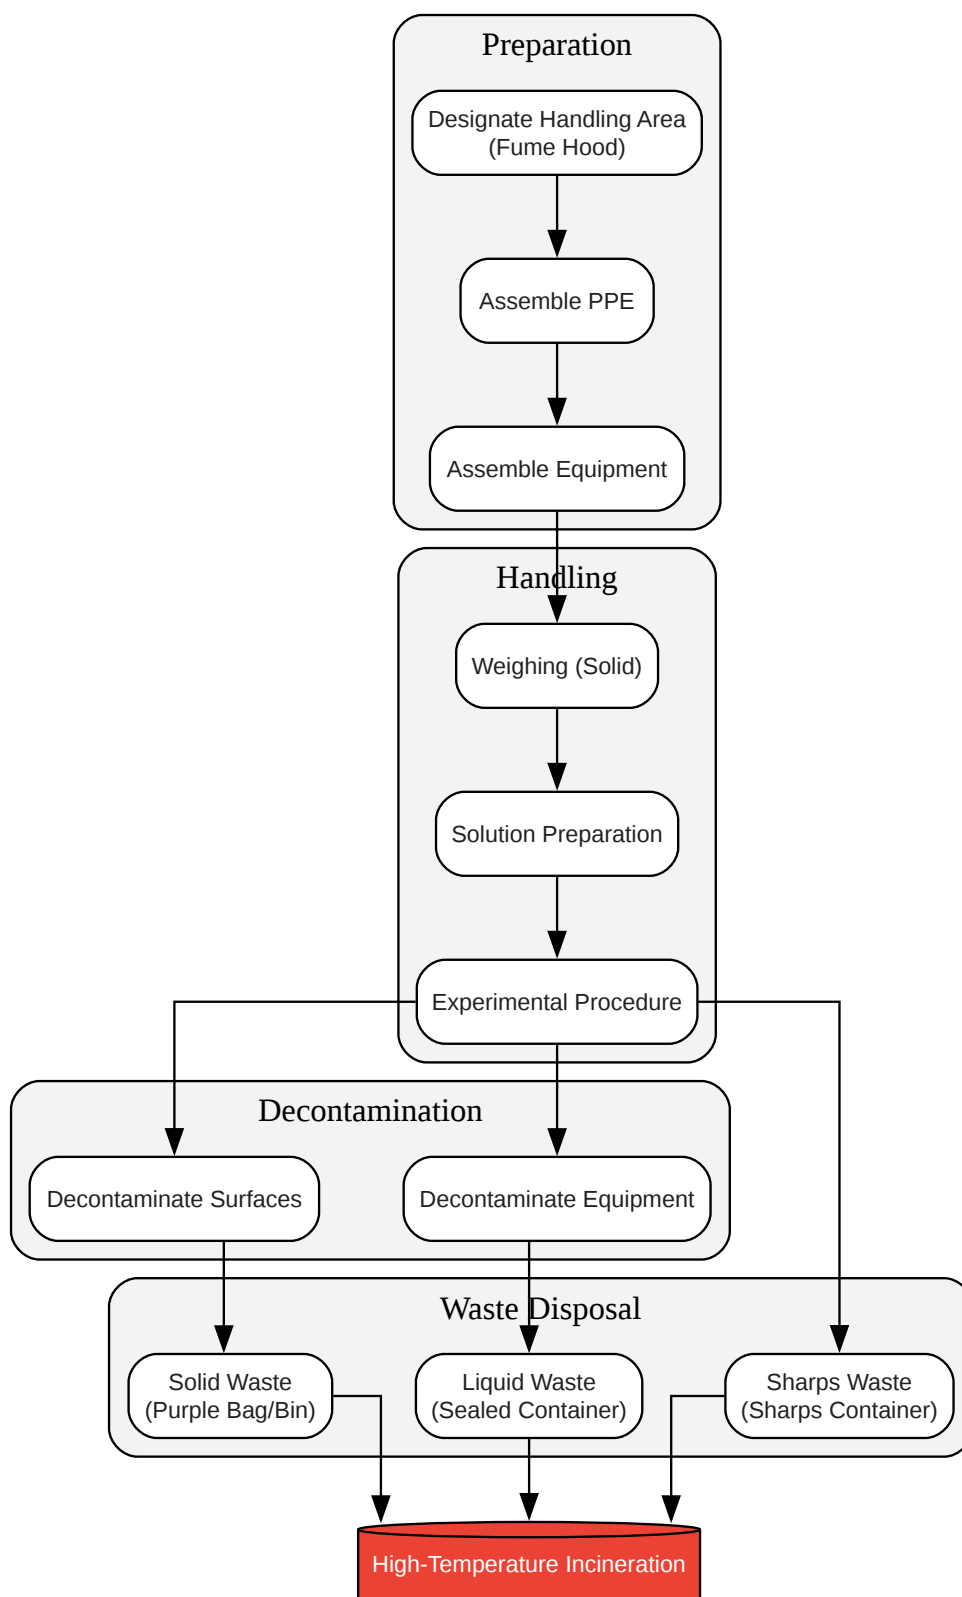 Preparation
Designate Handling Area
(Fume Hood)
Assemble PPE
Assemble Equipment
Handling
Weighing (Solid)
Solution Preparation
Experimental Procedure
Decontamination
Decontaminate Surfaces
Decontaminate Equipment
Waste Disposal
Solid Waste
(Purple Bag/Bin)
Liquid Waste
(Sealed Container)
Sharps Waste
(Sharps Container)
High-Temperature Incineration